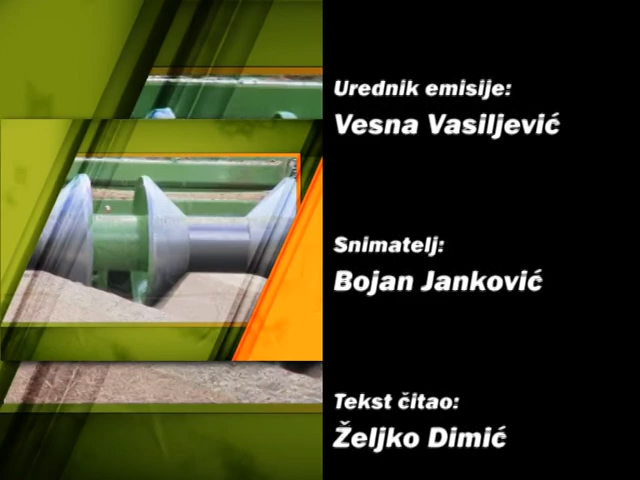 Urednik emisije:
Vesna Vasiljević
Snimatelj:
Bojan Janković
Tekst čitao:
Željko Dimić